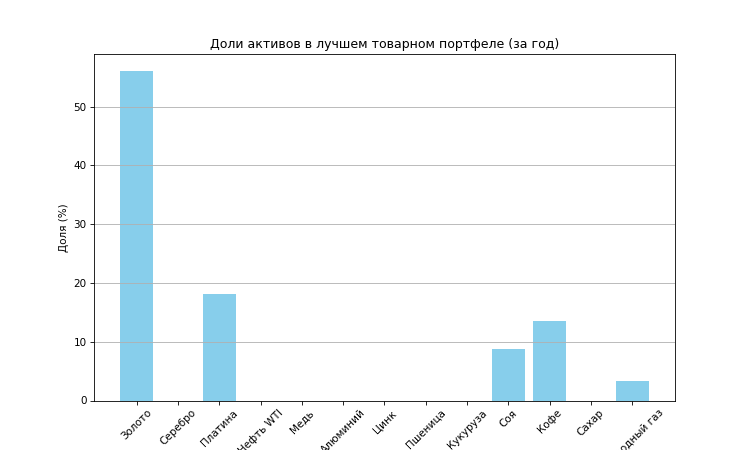 Доли активов в лучшем товарном портфеле (за год)
Доля (%)
50
40
30
20
10
0
Золото
Серебро
Платина
Нефть WTI
Медь
Алюминий
Цинк
Пшеница
Кукуруза
Соя
Кофе
Сахар
одный газ